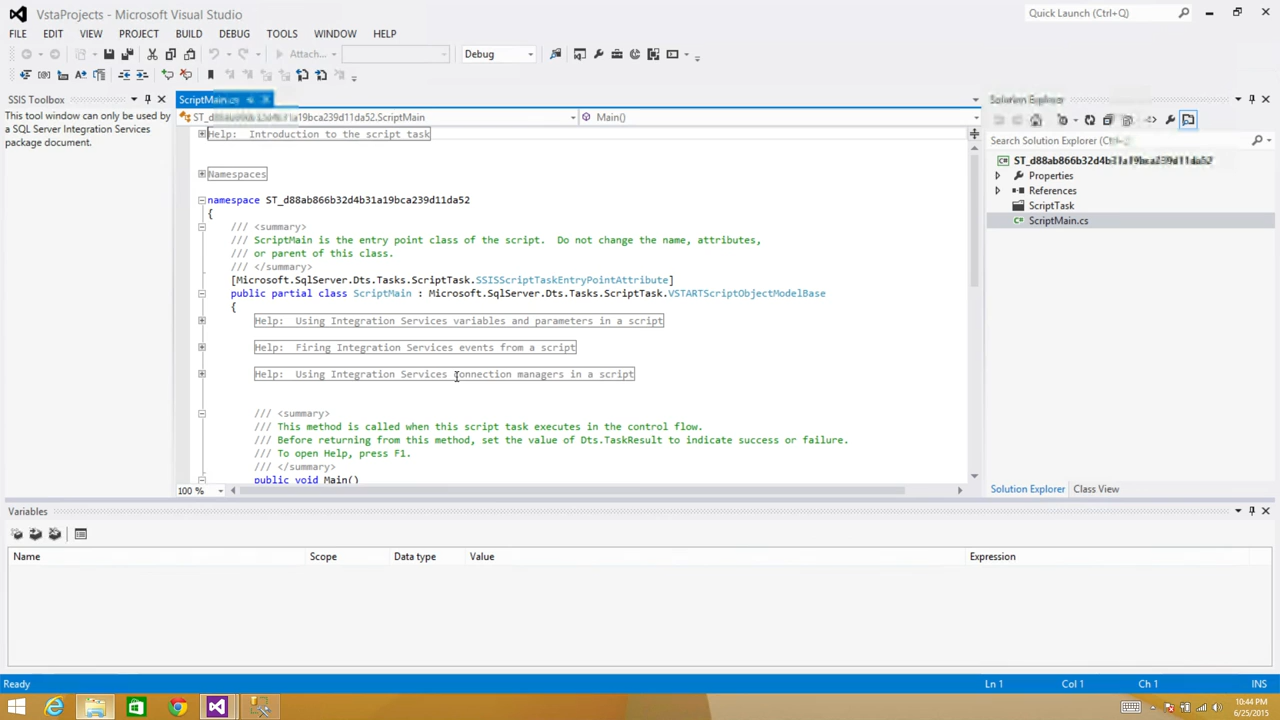 VstaProjects - Microsoft Visual Studio
Quick Launch (Ctrl+Q)
FILE EDIT VIEW PROJECT BUILD DEBUG TOOLS WINDOW HELP
Attach...
Debug
SSIS Toolbox
This tool window can only be used by
a SQL Server Integration Services
package document.
ScriptMain.cs
ScriptMain
Main()
Help: Introduction to the script task
Namespaces
namespace ST_d88ab866b32d4b31a19bca239d11da52
{
/// <summary>
/// ScriptMain is the entry point class of the script. Do not change the name, attributes,
/// or parent of this class.
/// </summary>
[Microsoft.SqlServer.Dts.Tasks.ScriptTask.SSISScriptTaskEntryPointAttribute]
public partial class ScriptMain : Microsoft.SqlServer.Dts.Tasks.ScriptTask.VSTARTScriptObjectModelBase
{
Help: Using Integration Services variables and parameters in a script
Help: Firing Integration Services events from a script
Help: Using Integration Services connection managers in a script
/// <summary>
/// This method is called when this script task executes in the control flow.
/// Before returning from this method, set the value of Dts.TaskResult to indicate success or failure.
/// To open Help, press F1.
/// </summary>
public void Main()
100 %
Solution Explorer
Search Solution Explorer
ST_d88ab866b32d4b31a19bca239d11da52
Properties
References
ScriptTask
ScriptMain.cs
Solution Explorer Class View
Variables
Name Scope Data type Value Expression
Ready Ln 1 Col 1 Ch 1 INS
10:44 PM
6/25/2015